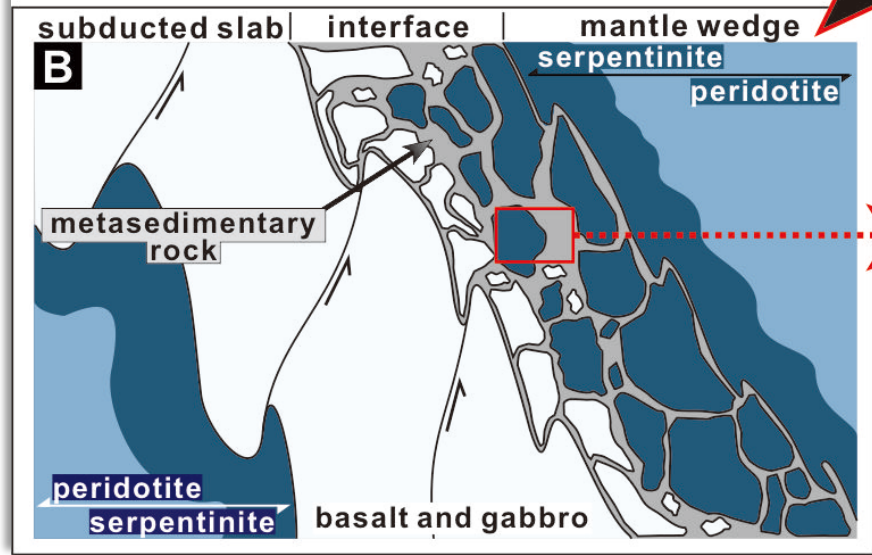 subducted slab
interface
mantle wedge
B
serpentinite
peridotite
metasedimentary
rock
peridotite
serpentinite
basalt and gabbro